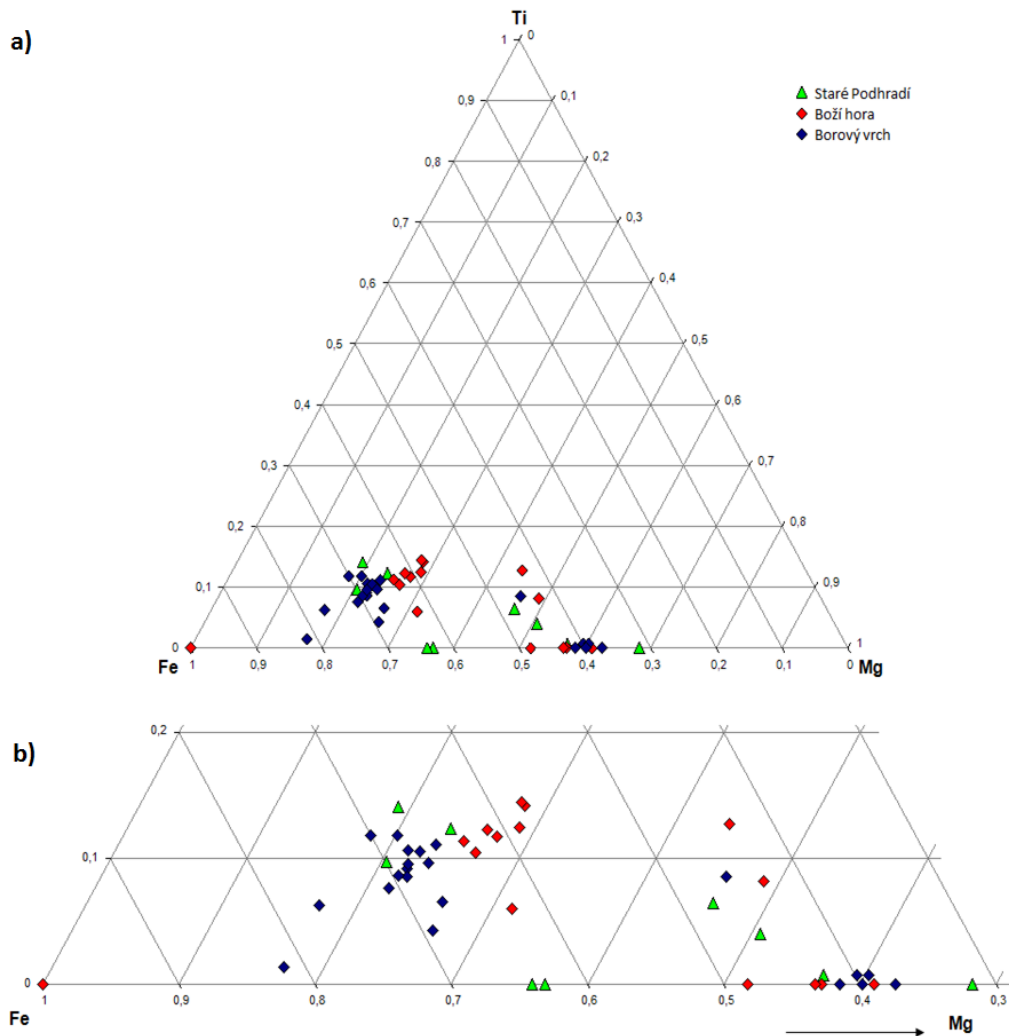 a)
Ti
1 0
0,9 0,1
0,8 0,2
0,7 0,3
0,6 0,4
0,5 0,5
0,4 0,6
0,3 0,7
0,2 0,8
0,1 0,9
0 1
Fe 1 0,9 0,8 0,7 0,6 0,5 0,4 0,3 0,2 0,1 0 Mg
Staré Podhradí
Boží hora
Borový vrch
b)
0,2
0,1
0
1 0,9 0,8 0,7 0,6 0,5 0,4 0,3
Fe Mg